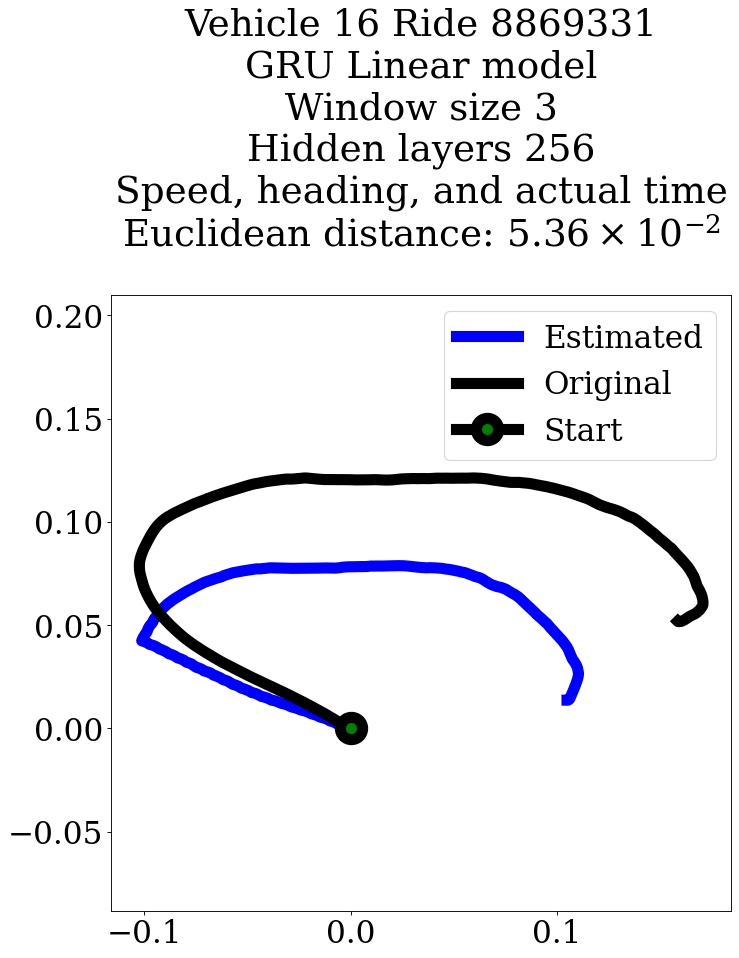 Vehicle 16 Ride 8869331
GRU Linear model
Window size 3
Hidden layers 256
Speed, heading, and actual time
Euclidean distance: 5.36 × 10⁻²
Estimated
Original
Start
0.20
0.15
0.10
0.05
0.00
−0.05
−0.1
0.0
0.1